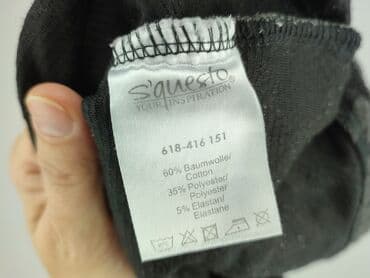 S'questo
YOUR INSPIRATION
618-416 151
60% Baumwolle/
Cotton
35% Polyester/
Polyester
5% Elastan/
Elastane